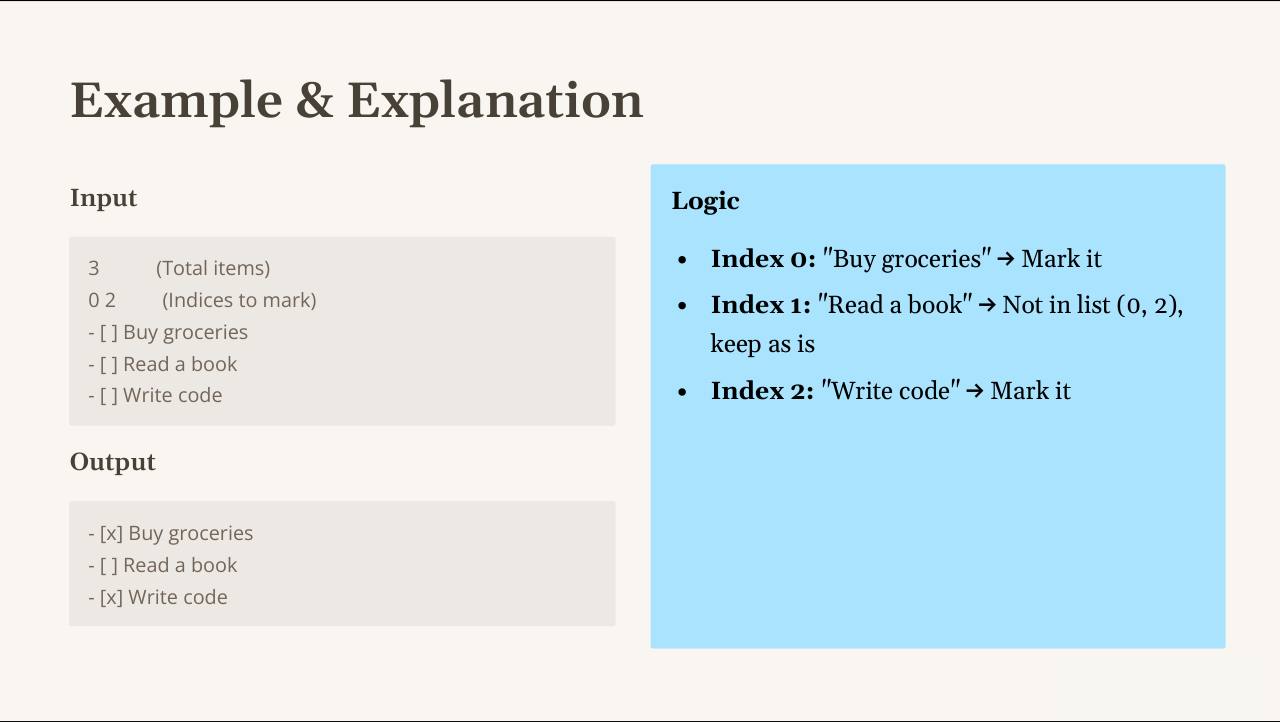 Example & Explanation
Input
3 (Total items)
0 2 (Indices to mark)
- [ ] Buy groceries
- [ ] Read a book
- [ ] Write code
Output
- [x] Buy groceries
- [ ] Read a book
- [x] Write code
Logic
• Index 0: "Buy groceries" → Mark it
• Index 1: "Read a book" → Not in list (0, 2),
keep as is
• Index 2: "Write code" → Mark it